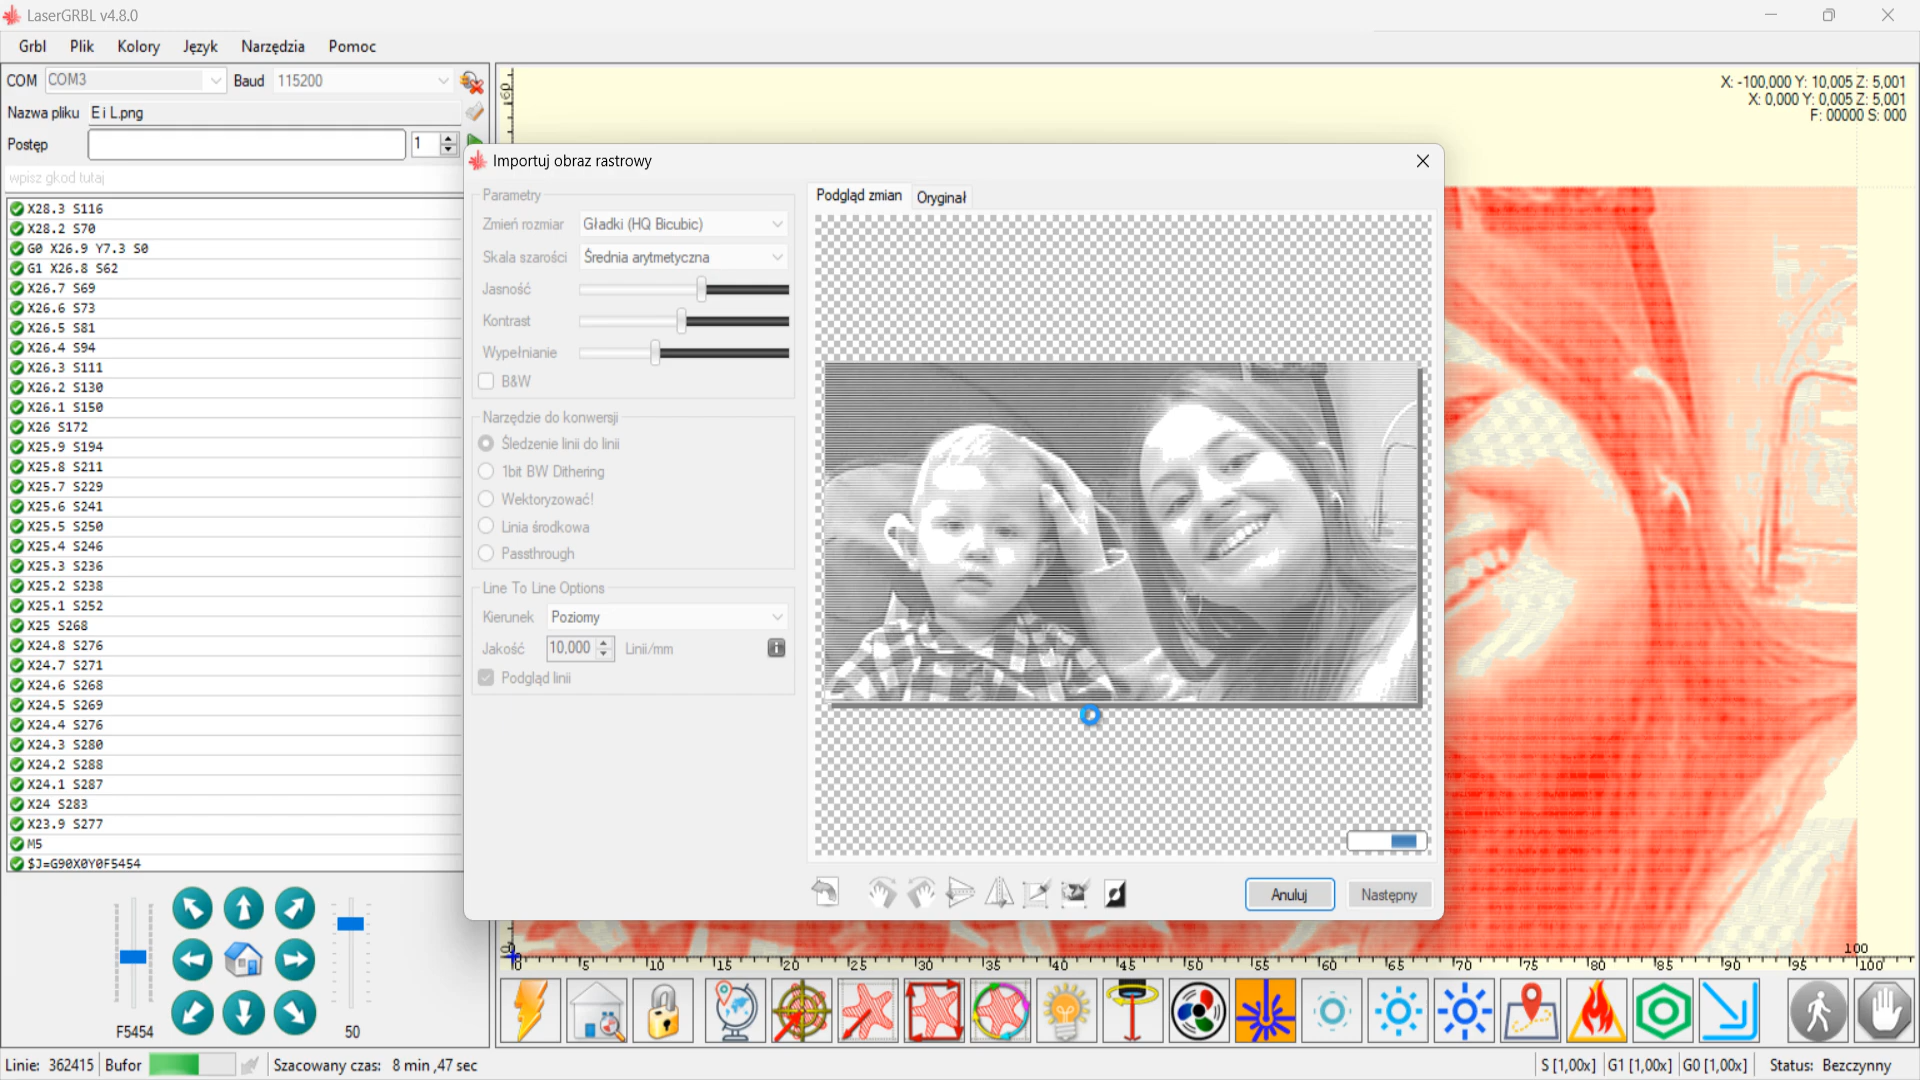 LaserGRBL v4.8.0
Grbl Plik Kolory Język Narzędzia Pomoc
COM COM3 Baud 115200
Nazwa pliku E i L.png
Postęp 1
wpisz gkod tutaj
X28.3 S116
X28.2 S70
G0 X26.9 Y7.3 S0
G1 X26.8 S62
X26.7 S69
X26.6 S73
X26.5 S81
X26.4 S94
X26.3 S111
X26.2 S130
X26.1 S150
X26 S172
X25.9 S194
X25.8 S211
X25.7 S229
X25.6 S241
X25.5 S250
X25.4 S246
X25.3 S236
X25.2 S238
X25.1 S252
X25 S268
X24.8 S276
X24.7 S271
X24.6 S268
X24.5 S269
X24.4 S276
X24.3 S280
X24.2 S288
X24.1 S287
X24 S283
X23.9 S277
M5
$J=G90X0Y0F5454
F5454
50
60
X: -100,000 Y: 10,005 Z: 5,001
X: 0,000 Y: 0,005 Z: 5,001
F: 00000 S: 000
Importuj obraz rastrowy
Parametry
Zmień rozmiar Gładki (HQ Bicubic)
Skala szarości Średnia arytmetyczna
Jasność
Kontrast
Wypełnianie
B&W
Narzędzie do konwersji
Śledzenie linii do linii
1bit BW Dithering
Wektoryzować!
Linia środkowa
Passthrough
Line To Line Options
Kierunek Poziomy
Jakość 10,000 Linii/mm
Podgląd linii
Podgląd zmian Oryginał
Anuluj Następny
100
0
0 5 10 15 20 25 30 35 40 45 50 55 60 65 70 75 80 85 90 95 100
Linie: 362415 Bufor Szacowany czas: 8 min ,47 sec
S [1,00x] G1 [1,00x] G0 [1,00x] Status: Bezczynny